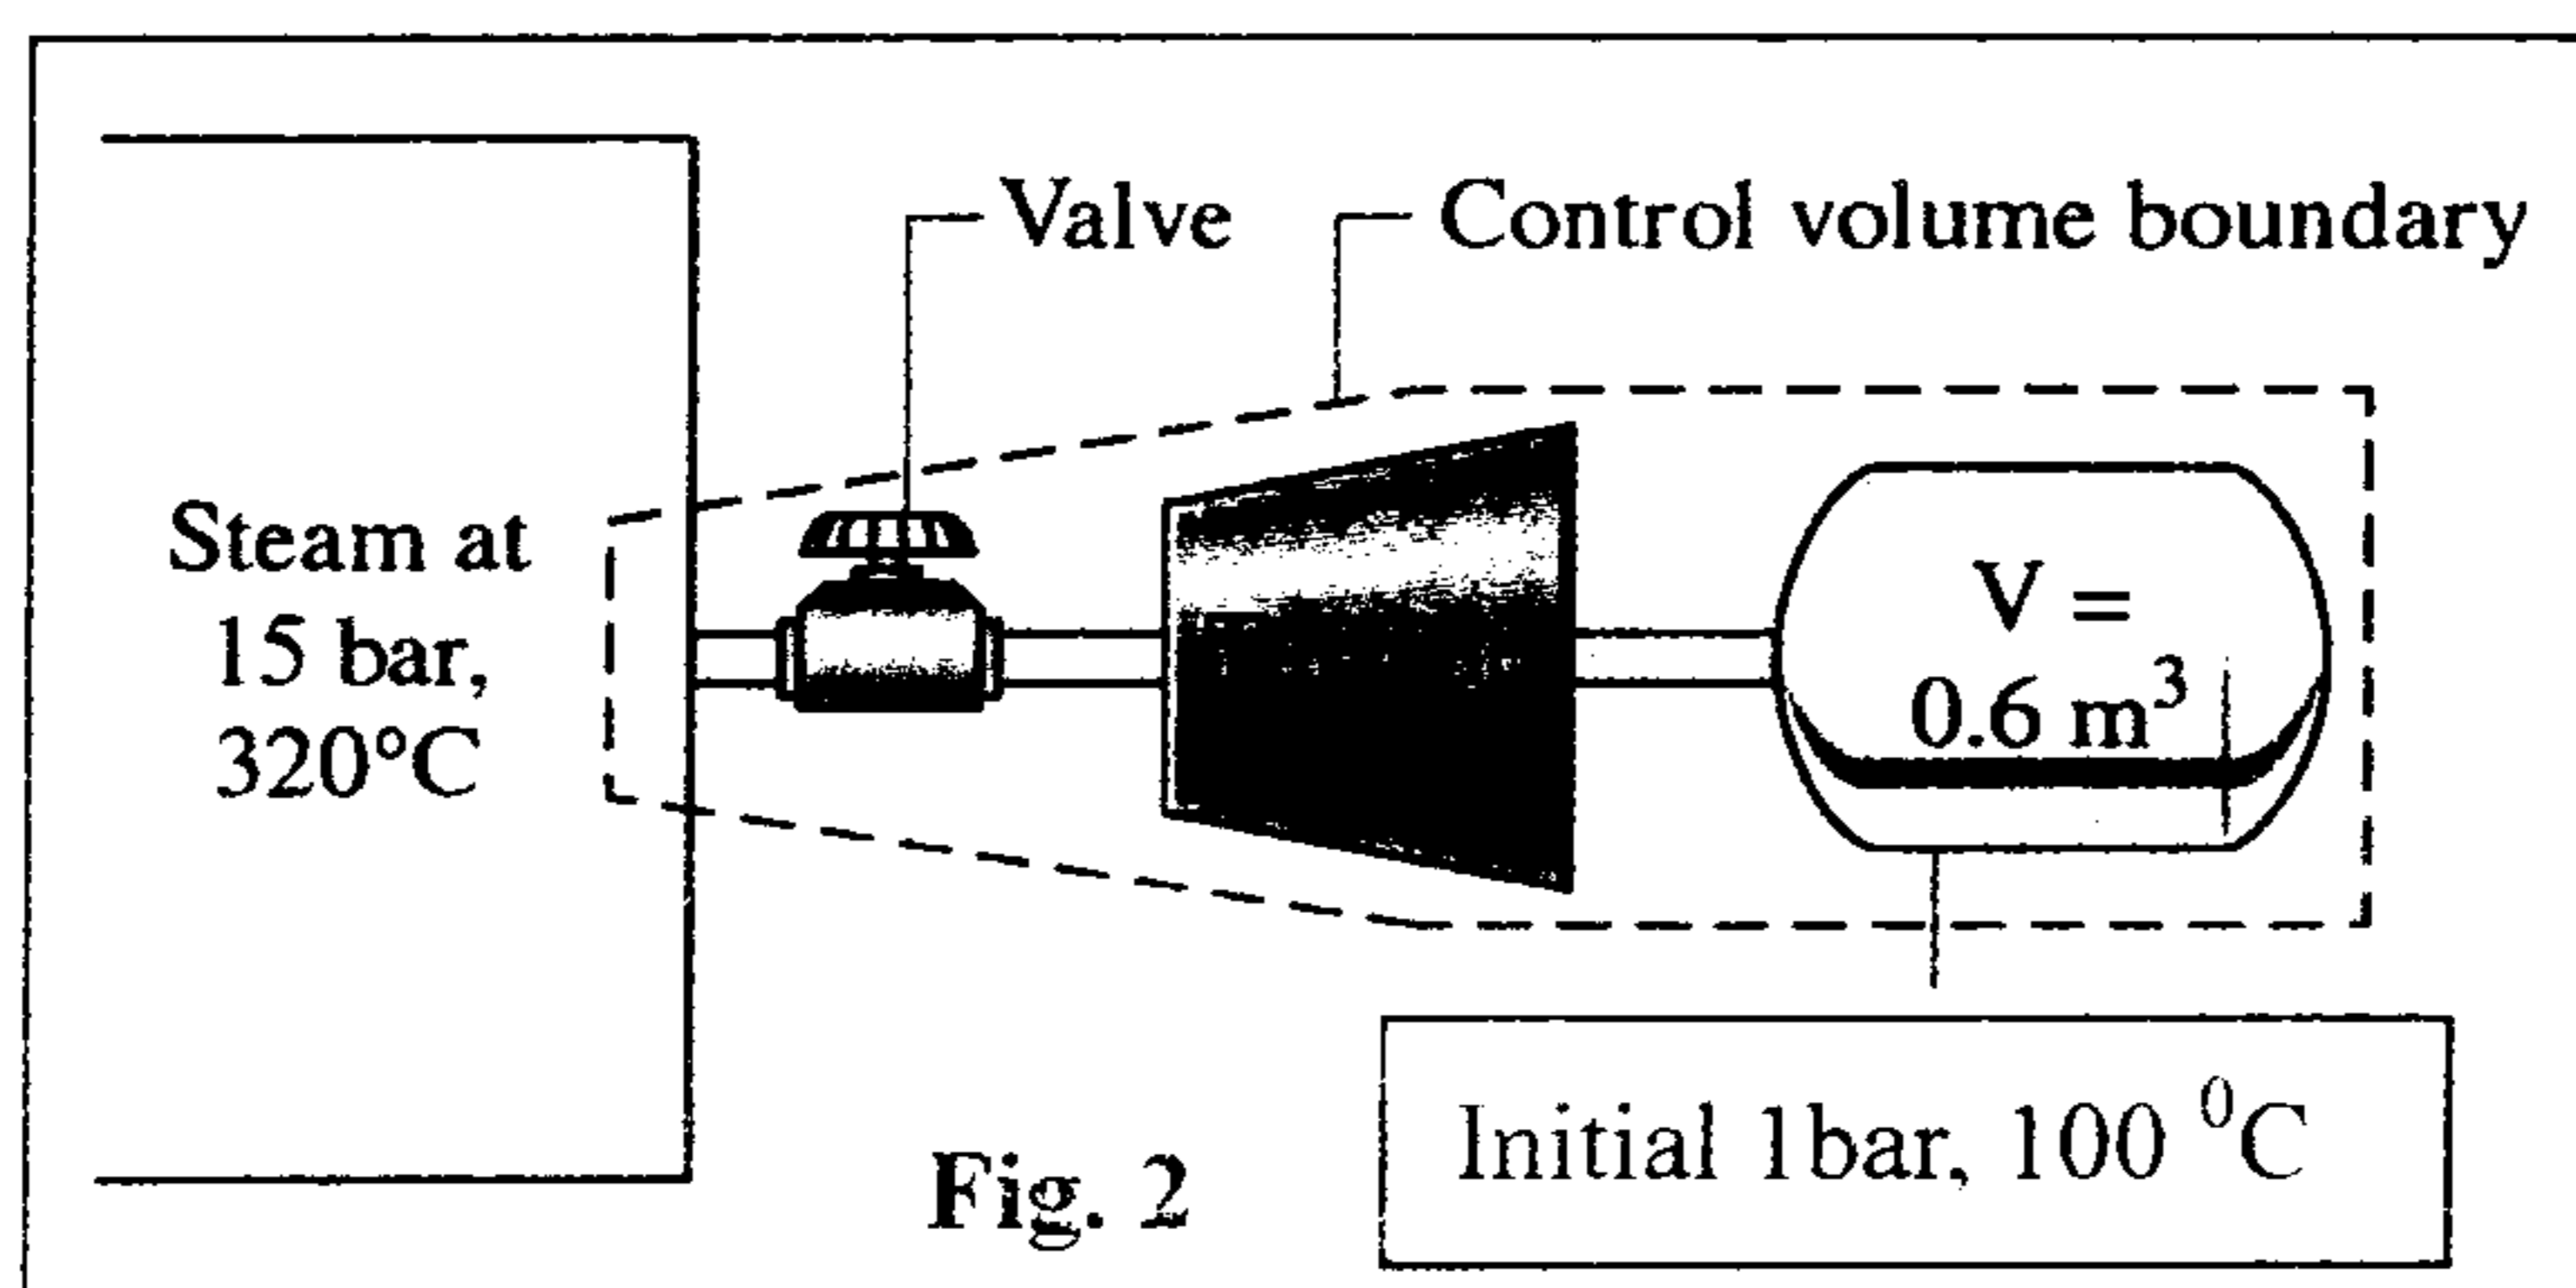 Valve
Control volume boundary
Steam at
15 bar,
320°C
V =
0.6 m³
Initial 1bar, 100 ⁰C
Fig. 2